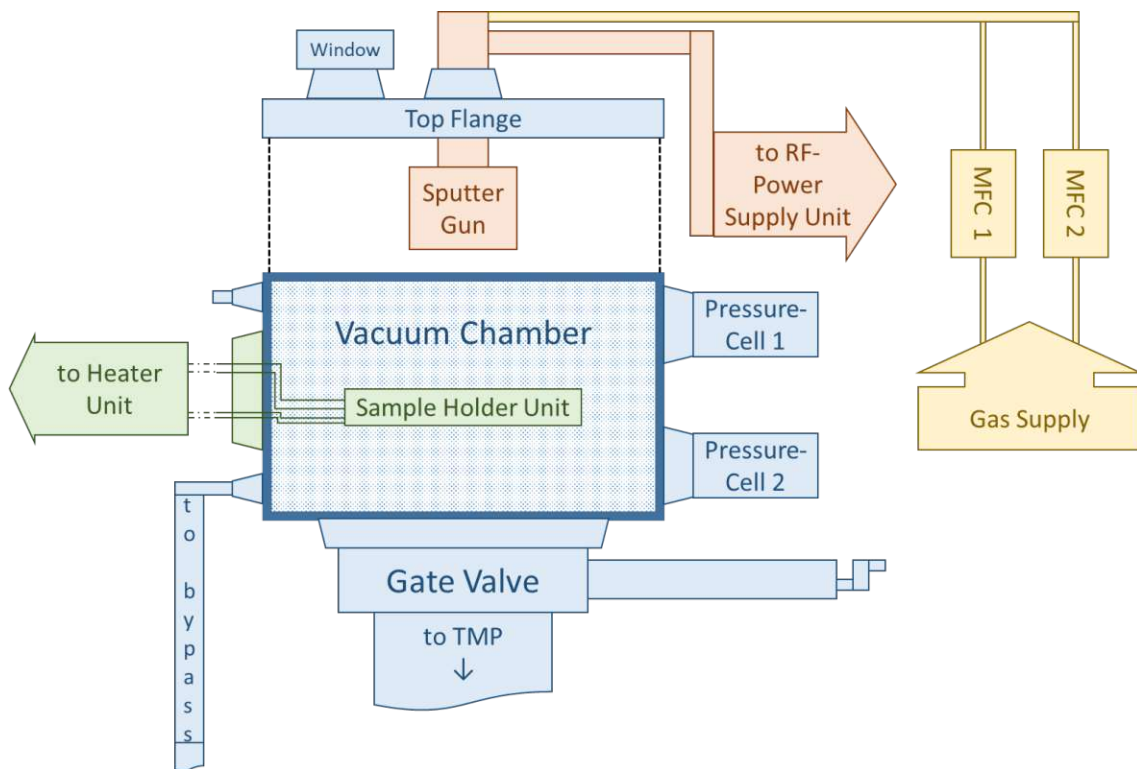 Window
Top Flange
Sputter
Gun
to RF-
Power
Supply Unit
MFC 1
MFC 2
Vacuum Chamber
Pressure-
Cell 1
to Heater
Unit
Sample Holder Unit
Gas Supply
Pressure-
Cell 2
to bypass
Gate Valve
to TMP
↓